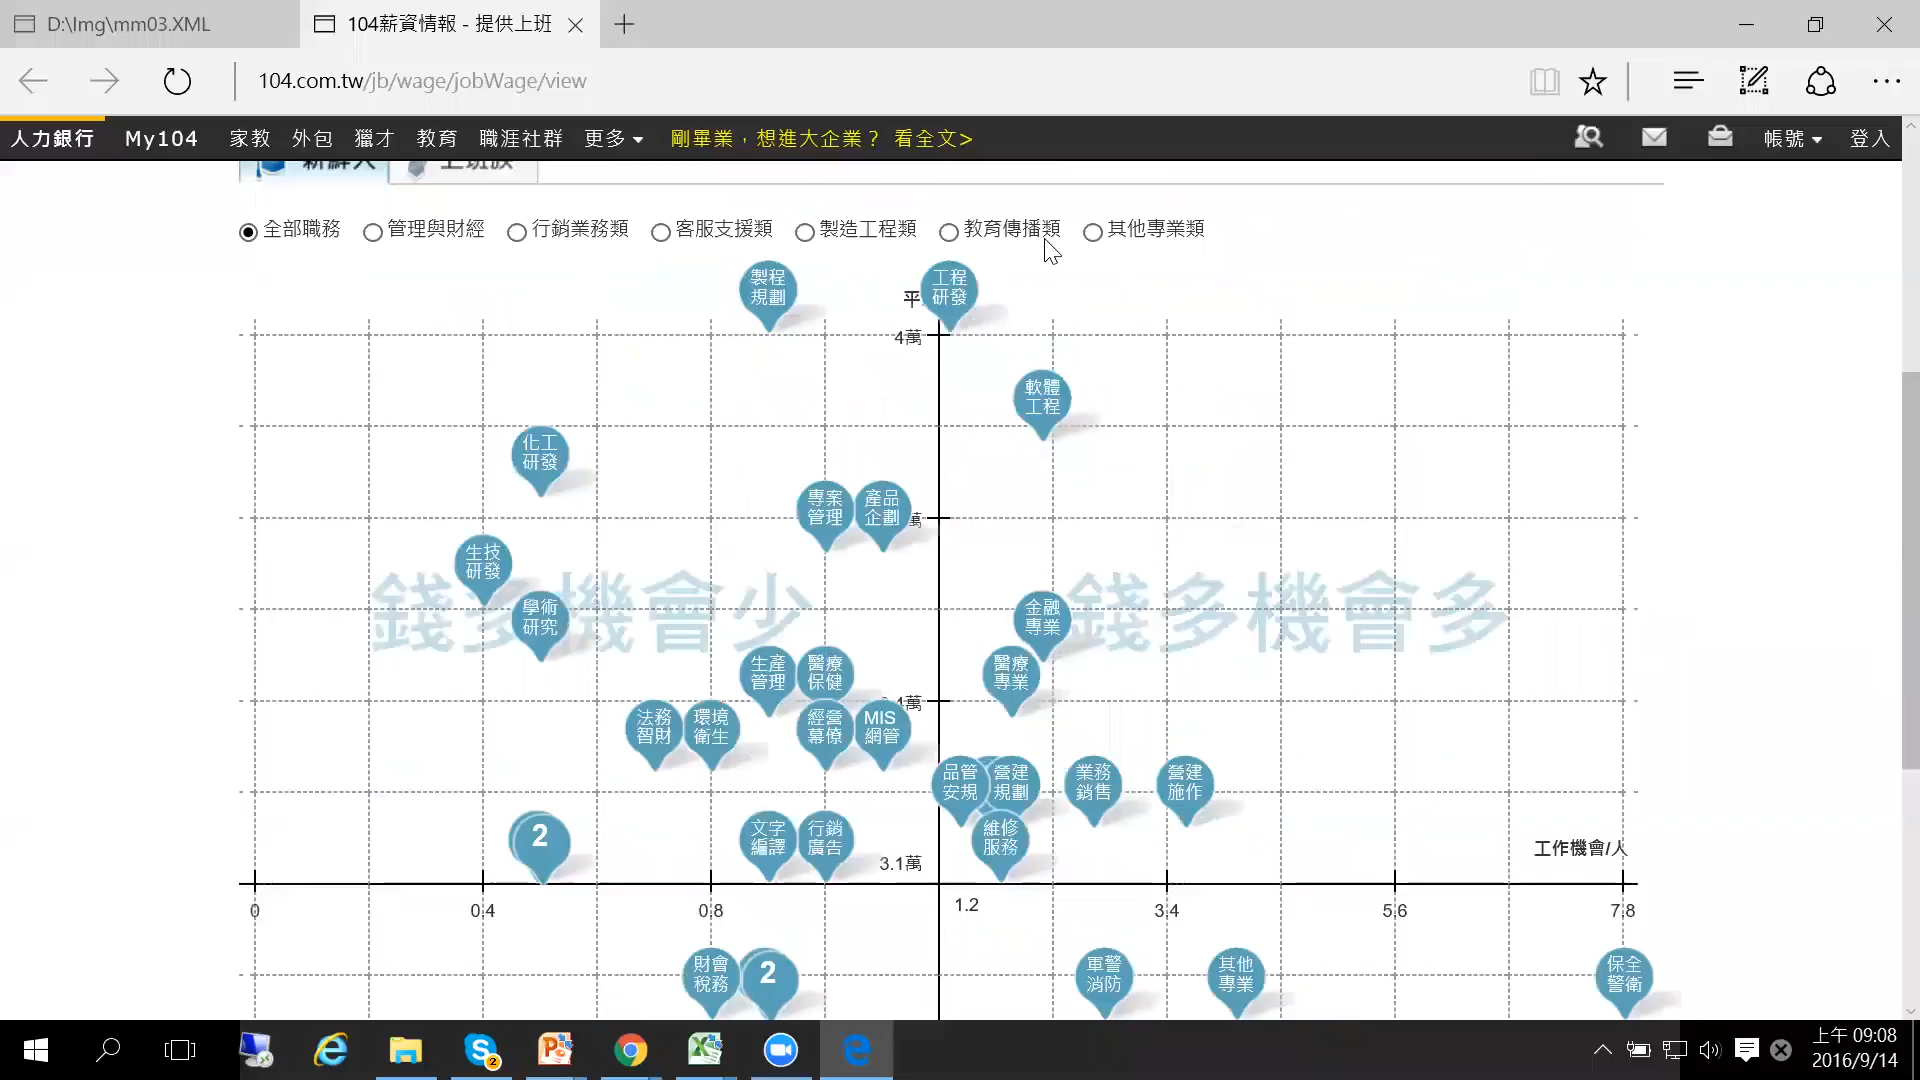 D:\Img\mm03.XML
104薪資情報 - 提供上班
104.com.tw/jb/wage/jobWage/view
人力銀行 My104 家教 外包 獵才 教育 職涯社群 更多 剛畢業，想進大企業？ 看全文> 帳號 登入
新鮮人 上班族
全部職務 管理與財經 行銷業務類 客服支援類 製造工程類 教育傳播類 其他專業類
製程
規劃
平
工程
研發
4萬
軟體
工程
化工
研發
專案
管理
產品
企劃
萬
生技
研發
錢多機會少
錢多機會多
學術
研究
金融
專業
生產
管理
醫療
保健
醫療
專業
萬
法務
智財
環境
衛生
經營
幕僚
MIS
網管
品管
安規
營建
規劃
業務
銷售
營建
施作
2
文字
編譯
行銷
廣告
維修
服務
3.1萬
工作機會/人
0 0.4 0.8 1.2 3.4 5.6 7.8
財會
稅務
2
軍警
消防
其他
專業
保全
警衛
上午 09:08
2016/9/14